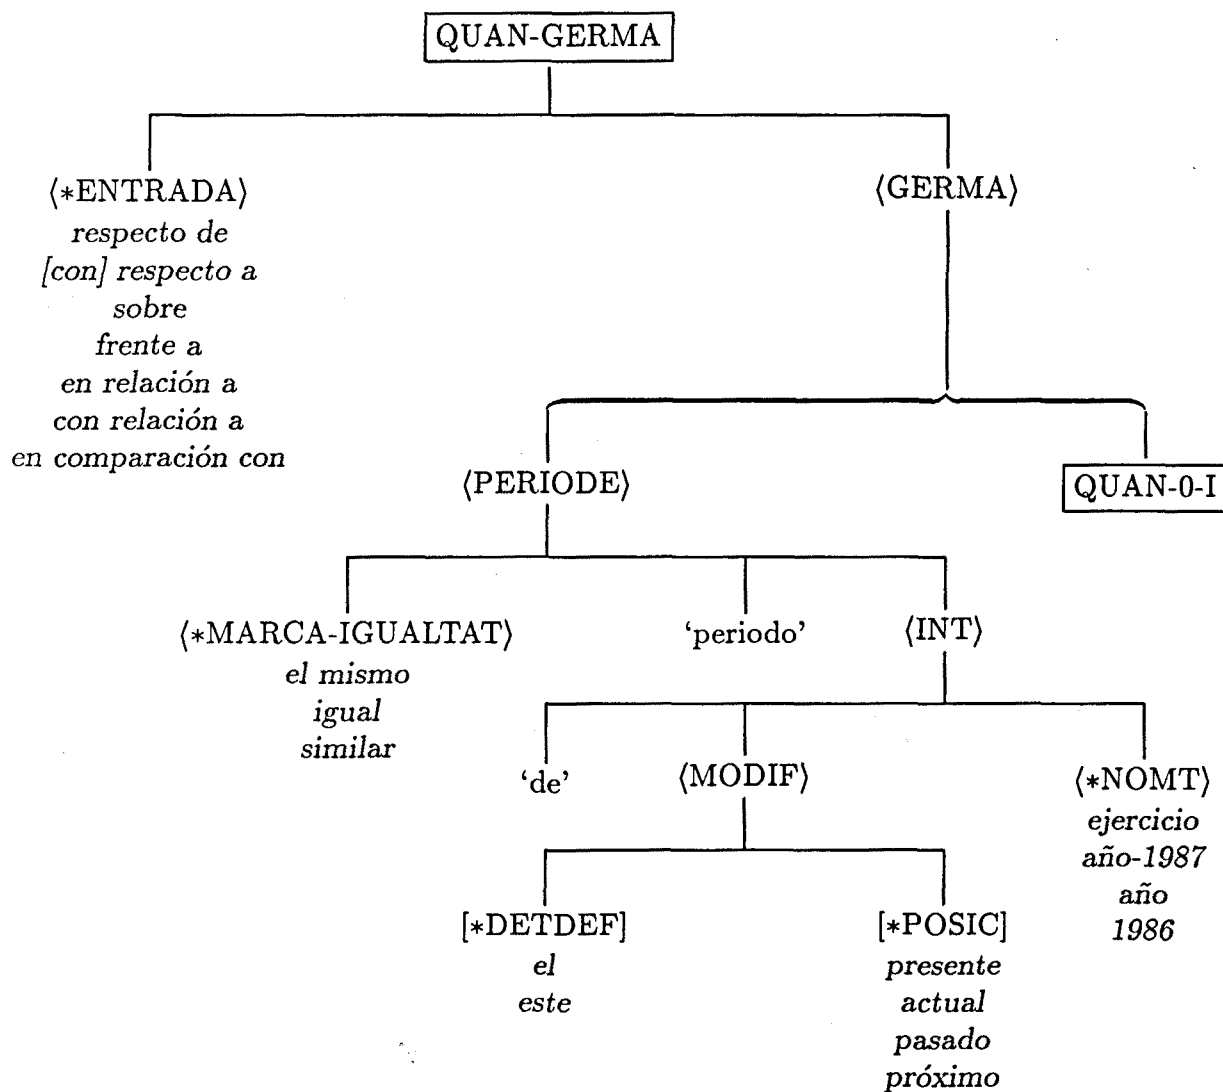 QUAN-GERMA
⟨*ENTRADA⟩
respecto de
[con] respecto a
sobre
frente a
en relación a
con relación a
en comparación con
⟨GERMA⟩
⟨PERIODE⟩
QUAN-0-I
⟨*MARCA-IGUALTAT⟩
el mismo
igual
similar
‘periodo’
⟨INT⟩
‘de’
⟨MODIF⟩
⟨*NOMT⟩
ejercicio
año-1987
año
1986
[*DETDEF]
el
este
[*POSIC]
presente
actual
pasado
próximo